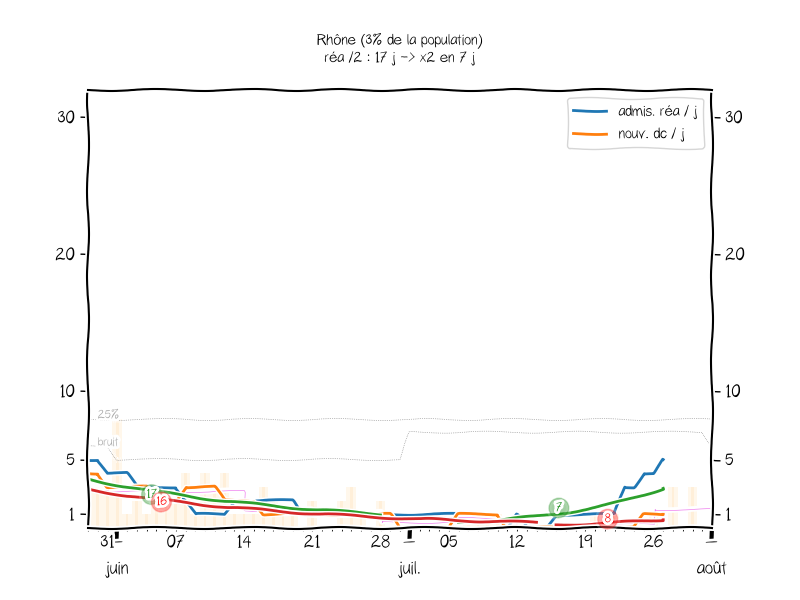 Rhône (3% de la population)
réa /2 : 17 j -> x2 en 7 j
admis. réa / j
nouv. dc / j
30
30
20
20
10
10
25%
bruit
5
5
17
16
7
8
1
1
31 07 14 21 28 05 12 19 26
juin juil. août